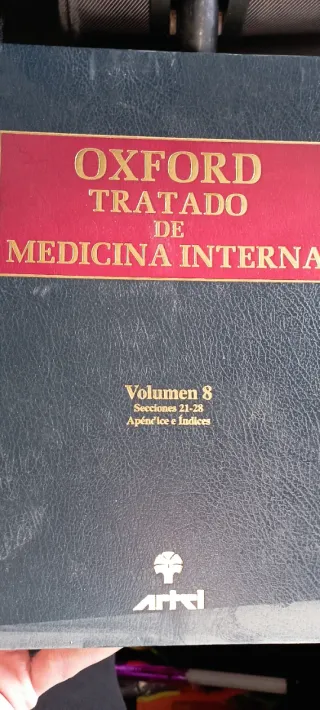 OXFORD
TRATADO
DE
MEDICINA INTERNA
Volumen 8
Secciones 21-28
Apéndice e Índices